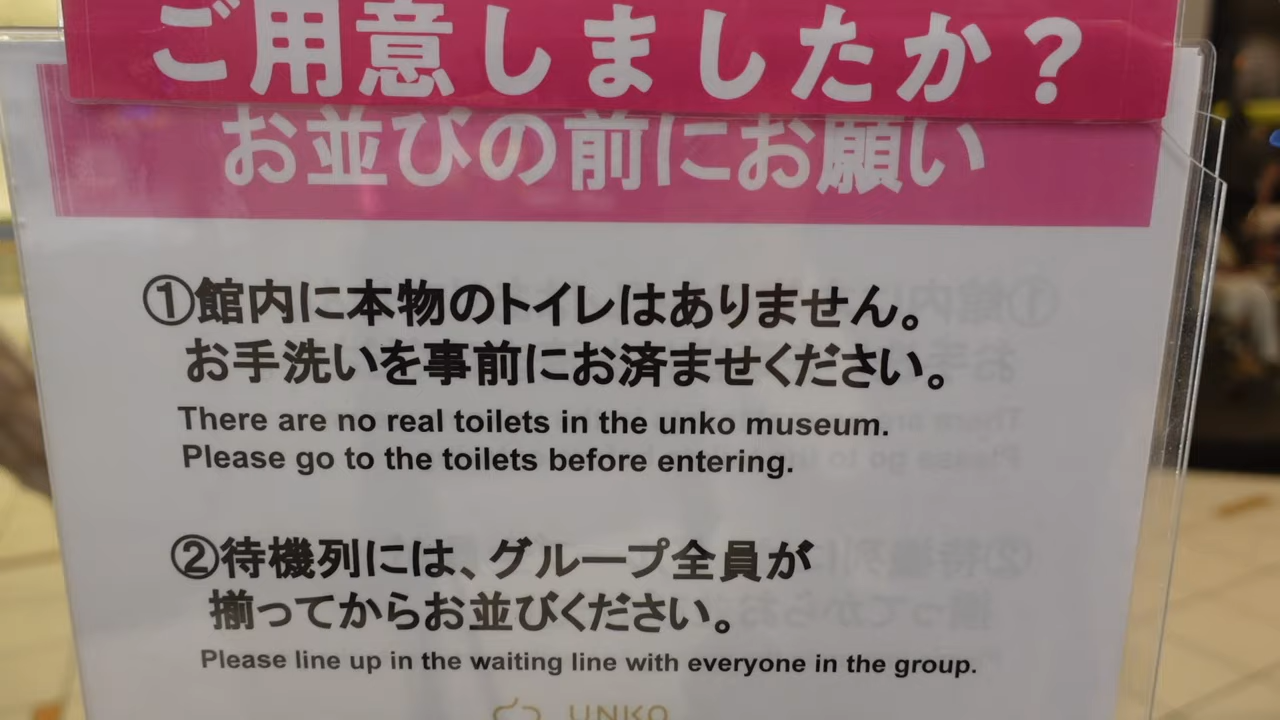 ご用意しましたか？
お並びの前にお願い
①館内に本物のトイレはありません。
お手洗いを事前にお済ませください。
There are no real toilets in the unko museum.
Please go to the toilets before entering.
②待機列には、グループ全員が
揃ってからお並びください。
Please line up in the waiting line with everyone in the group.
UNKO